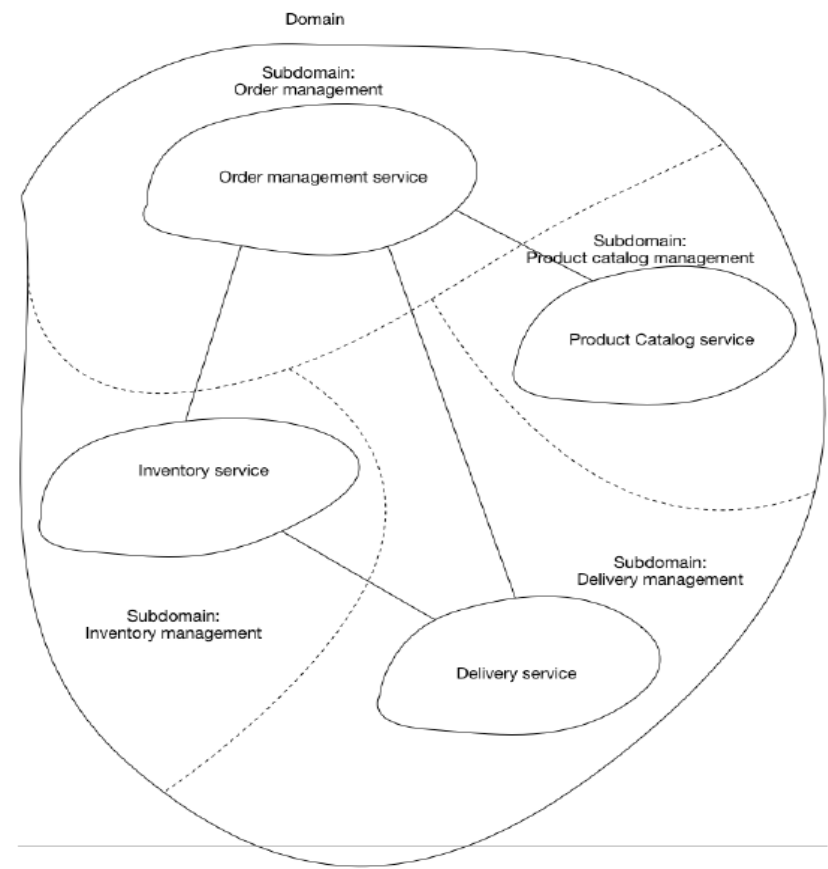 Domain
Subdomain:
Order management
Order management service
Subdomain:
Product catalog management
Product Catalog service
Inventory service
Subdomain:
Delivery management
Subdomain:
Inventory management
Delivery service